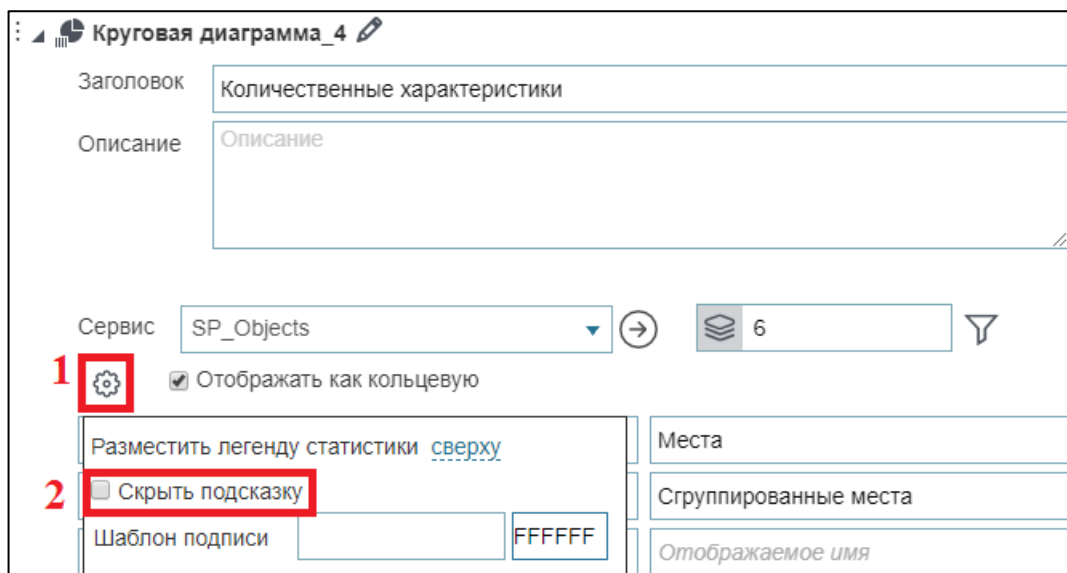 Круговая диаграмма_4
Заголовок Количественные характеристики
Описание Описание
Сервис SP_Objects 6
1 Отображать как кольцевую
Разместить легенду статистики сверху Места
2 Скрыть подсказку Сгруппированные места
Шаблон подписи FFFFFF Отображаемое имя